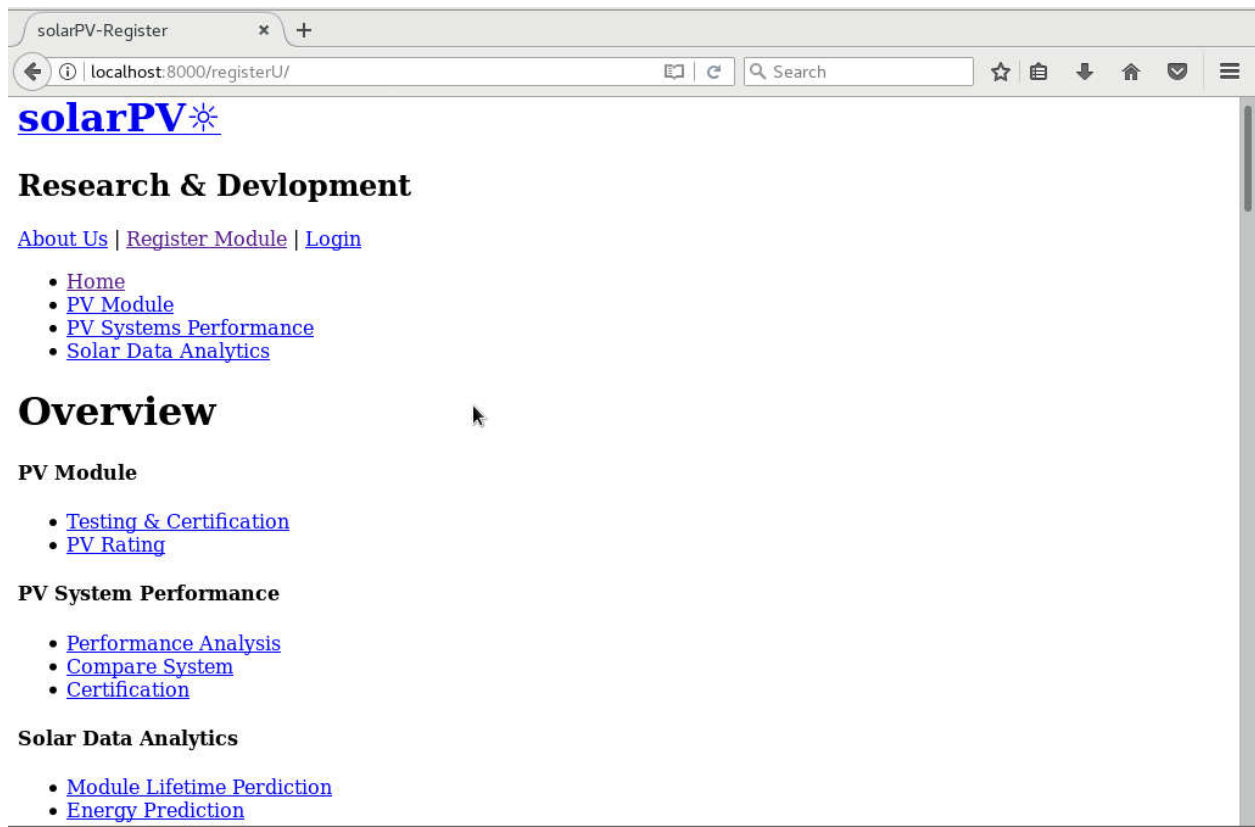 solarPV-Register
localhost:8000/registerU/
Search
solarPV☼
Research & Devlopment
About Us | Register Module | Login
Home
PV Module
PV Systems Performance
Solar Data Analytics
Overview
PV Module
Testing & Certification
PV Rating
PV System Performance
Performance Analysis
Compare System
Certification
Solar Data Analytics
Module Lifetime Perdiction
Energy Prediction